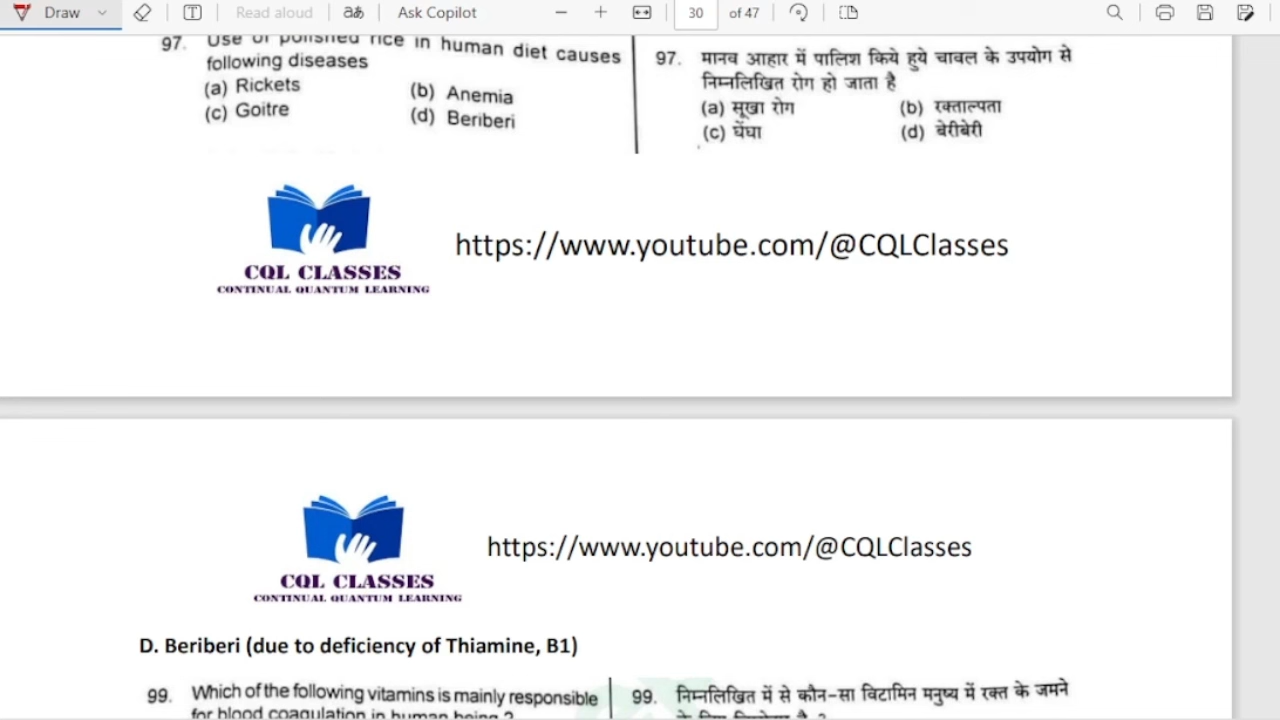 Draw
Read aloud
Ask Copilot
30 of 47
97. Use of polished rice in human diet causes
following diseases
(a) Rickets (b) Anemia
(c) Goitre (d) Beriberi
97. मानव आहार में पालिश किये हुये चावल के उपयोग से
निम्नलिखित रोग हो जाता है
(a) सूखा रोग (b) रक्ताल्पता
(c) घेंघा (d) बेरीबेरी
CQL CLASSES
CONTINUAL QUANTUM LEARNING
https://www.youtube.com/@CQLClasses
CQL CLASSES
CONTINUAL QUANTUM LEARNING
https://www.youtube.com/@CQLClasses
D. Beriberi (due to deficiency of Thiamine, B1)
99. Which of the following vitamins is mainly responsible
for blood coagulation in human being ?
99. निम्नलिखित में से कौन-सा विटामिन मनुष्य में रक्त के जमने